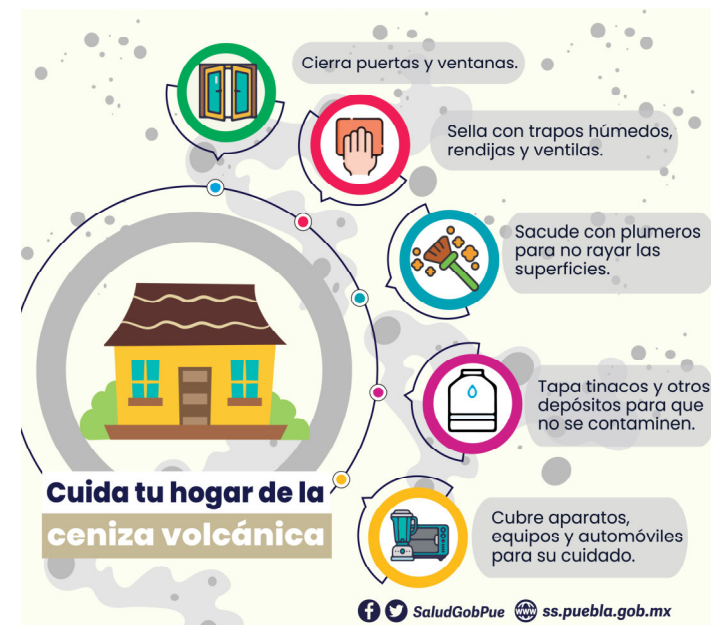 Cierra puertas y ventanas.
Sella con trapos húmedos,
rendijas y ventilas.
Sacude con plumeros
para no rayar las
superficies.
Tapa tinacos y otros
depósitos para que
no se contaminen.
Cubre aparatos,
equipos y automóviles
para su cuidado.
Cuida tu hogar de la
ceniza volcánica
SaludGobPue www ss.puebla.gob.mx